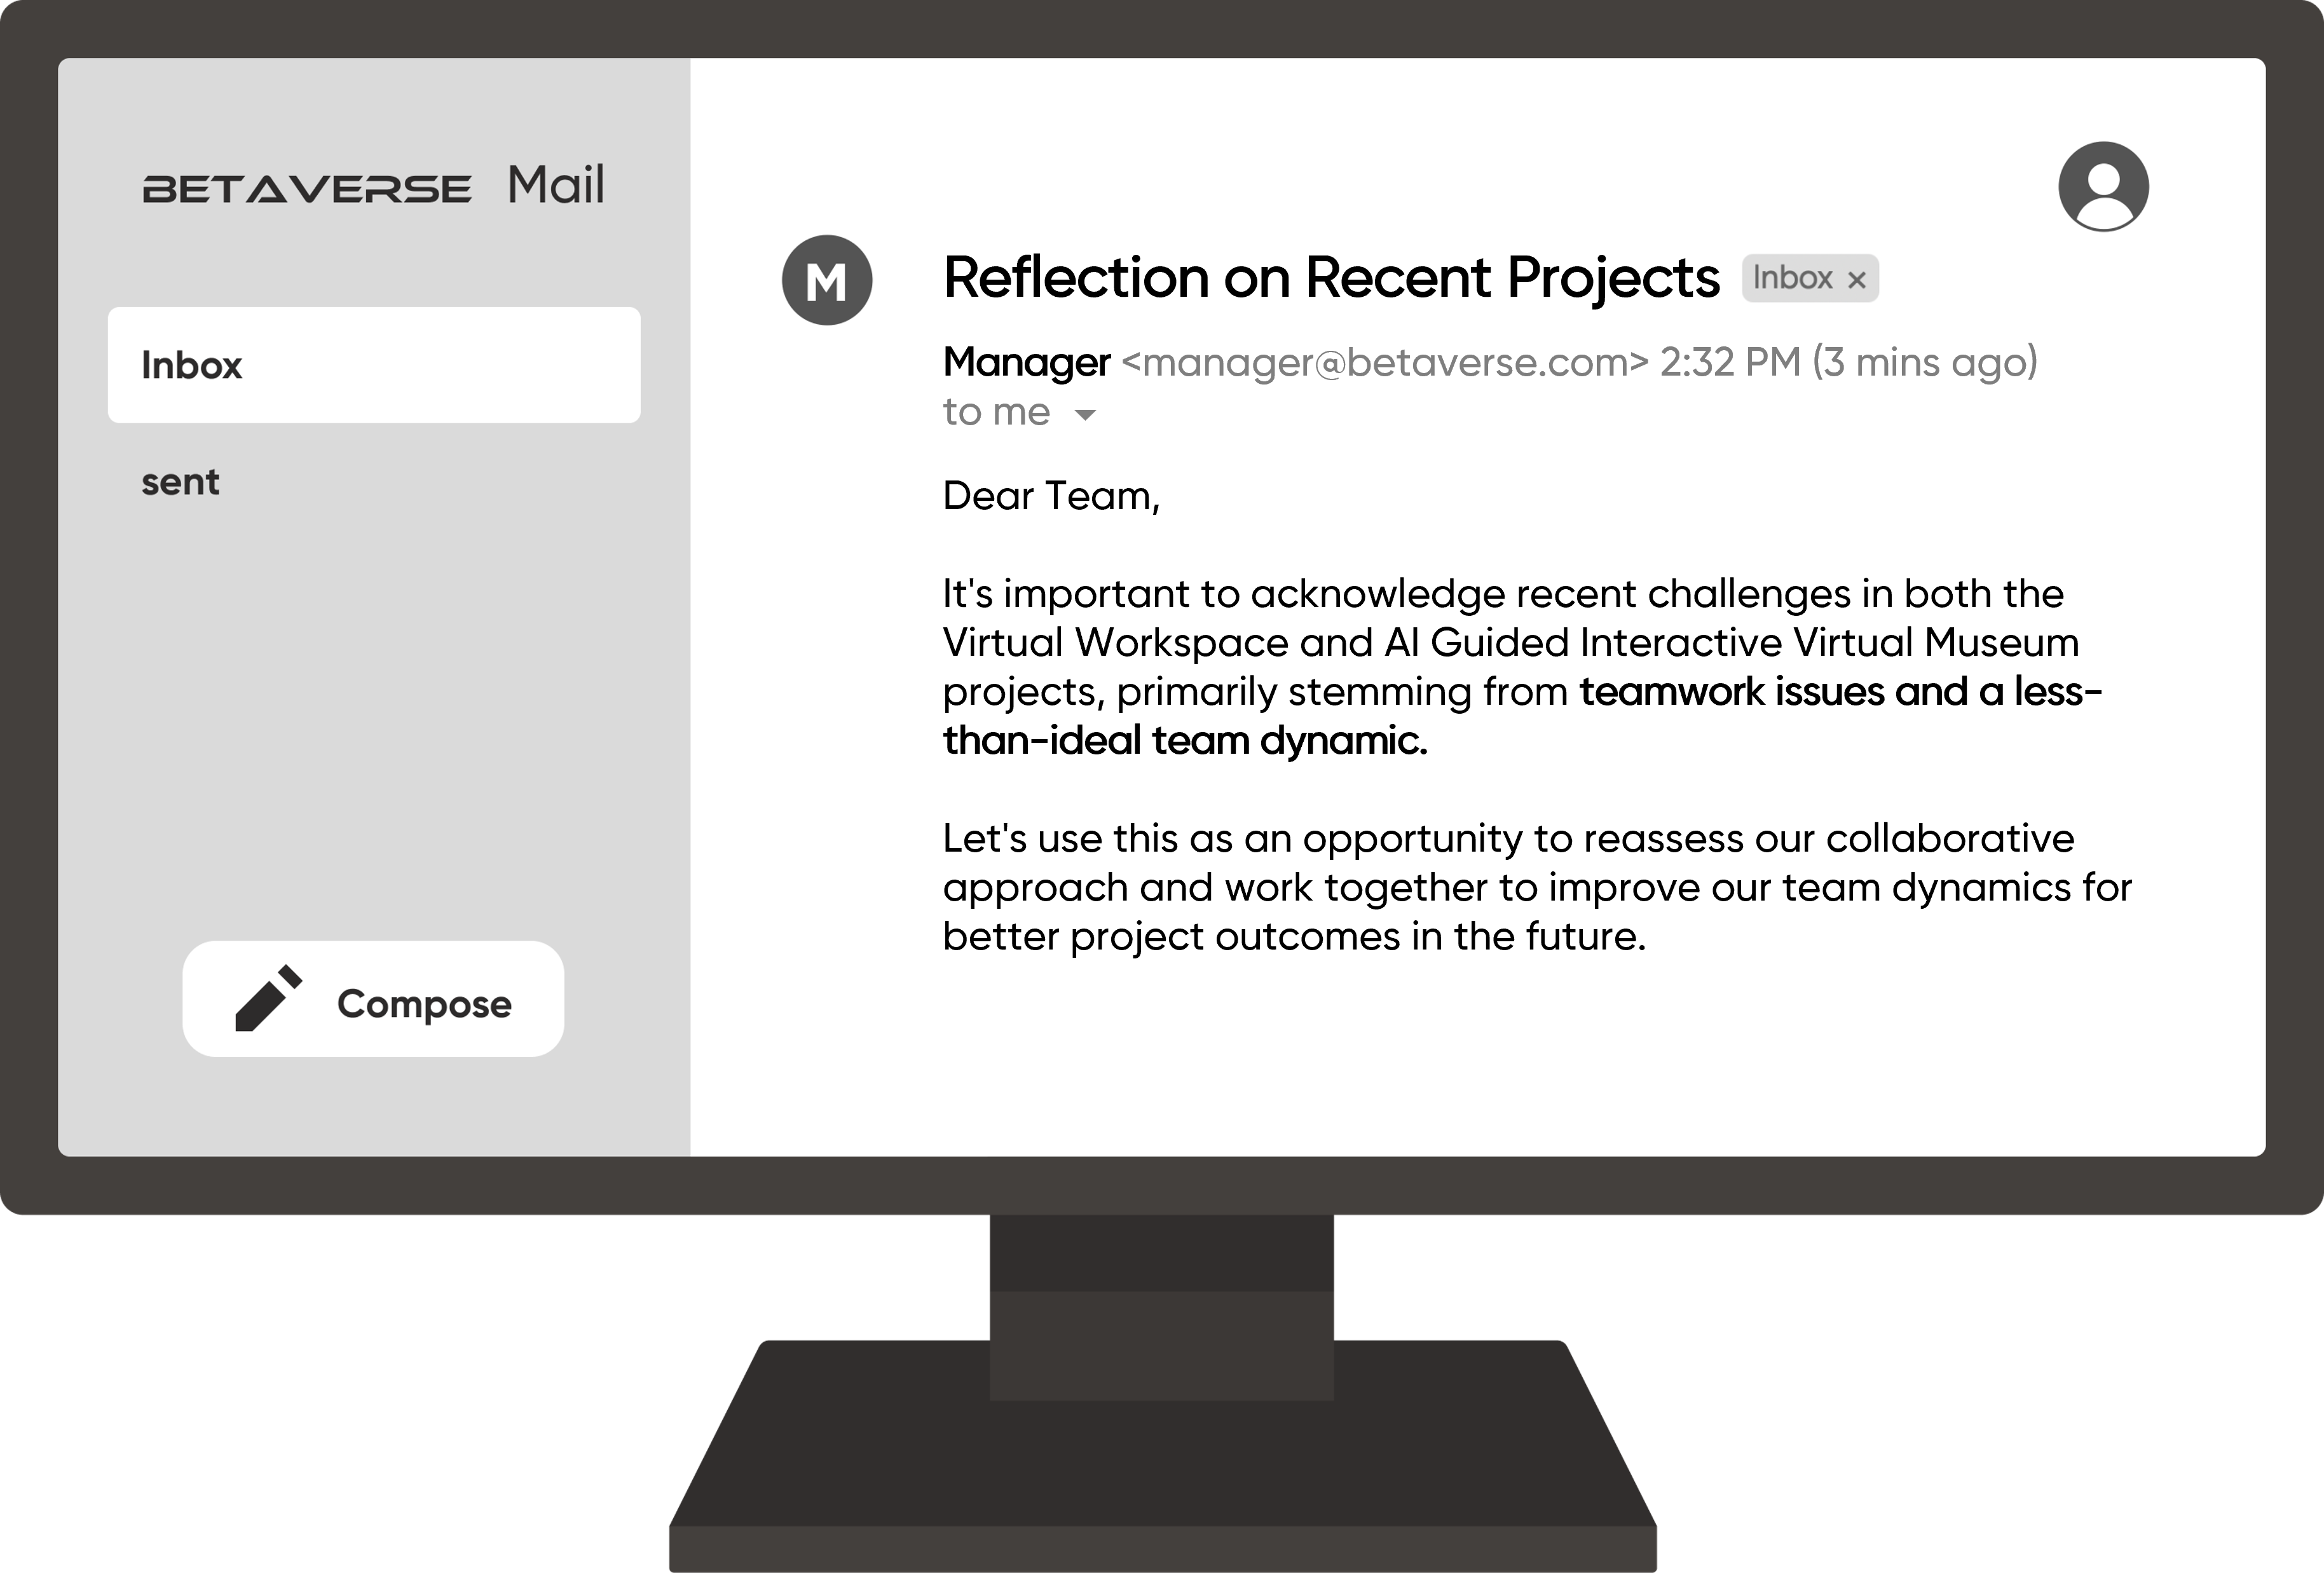 BETAVERSE Mail
Inbox
sent
Compose
M
Reflection on Recent Projects Inbox ×
Manager <manager@betaverse.com> 2:32 PM (3 mins ago)
to me
Dear Team,
It's important to acknowledge recent challenges in both the
Virtual Workspace and AI Guided Interactive Virtual Museum
projects, primarily stemming from teamwork issues and a less-
than-ideal team dynamic.
Let's use this as an opportunity to reassess our collaborative
approach and work together to improve our team dynamics for
better project outcomes in the future.